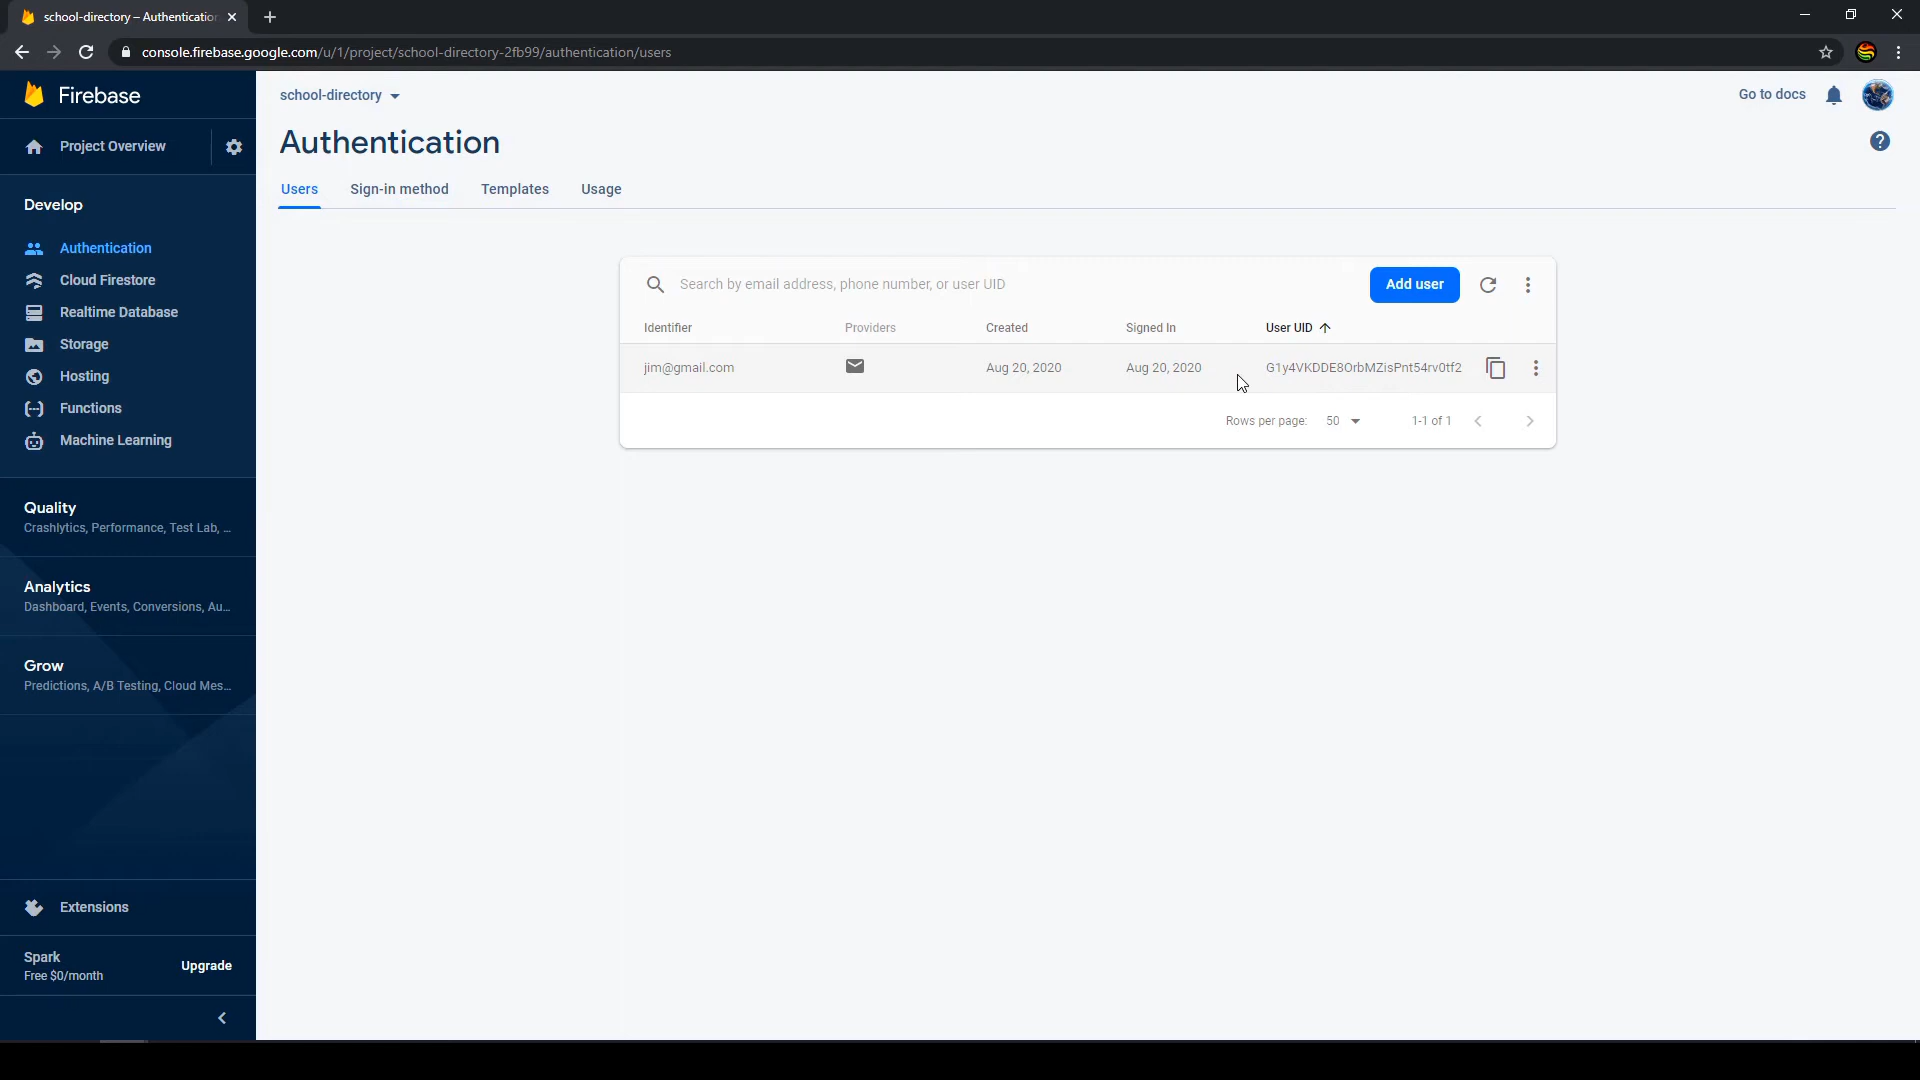 school-directory – Authentication
console.firebase.google.com/u/1/project/school-directory-2fb99/authentication/users
Firebase
Project Overview
Develop
Authentication
Cloud Firestore
Realtime Database
Storage
Hosting
Functions
Machine Learning
Quality
Crashlytics, Performance, Test Lab, ...
Analytics
Dashboard, Events, Conversions, Au...
Grow
Predictions, A/B Testing, Cloud Mes...
Extensions
Spark
Free $0/month
Upgrade
school-directory
Go to docs
Authentication
Users Sign-in method Templates Usage
Search by email address, phone number, or user UID
Add user
Identifier Providers Created Signed In User UID
jim@gmail.com Aug 20, 2020 Aug 20, 2020 G1y4VKDDE8OrbMZisPnt54rv0tf2
Rows per page: 50 1-1 of 1